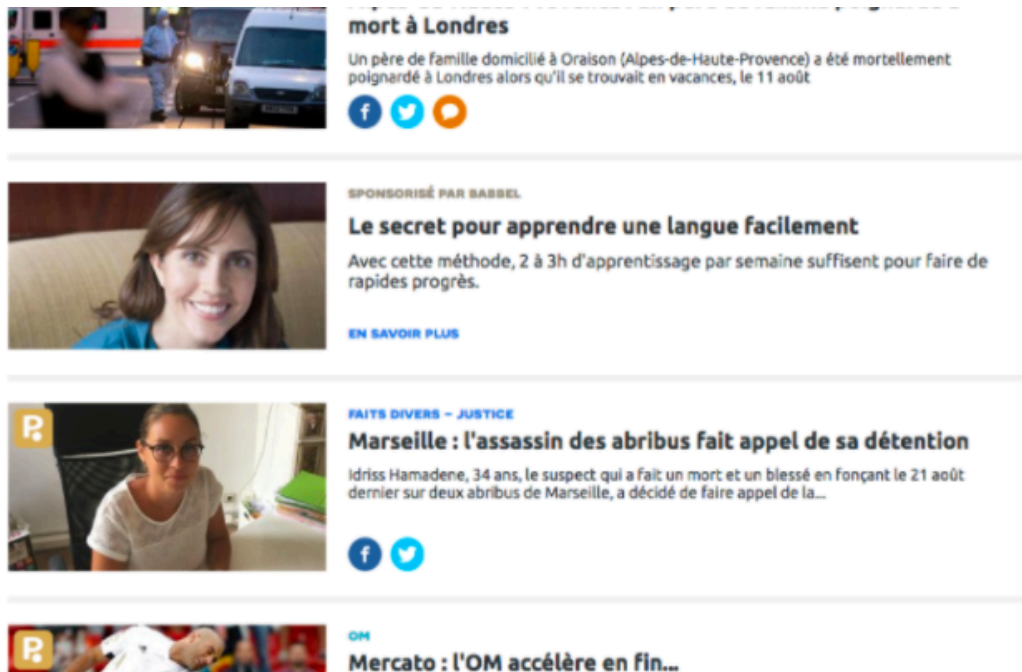 mort à Londres
Un père de famille domicilié à Oraison (Alpes-de-Haute-Provence) a été mortellement
poignardé à Londres alors qu'il se trouvait en vacances, le 11 août
SPONSORISÉ PAR BABBEL
Le secret pour apprendre une langue facilement
Avec cette méthode, 2 à 3h d'apprentissage par semaine suffisent pour faire de
rapides progrès.
EN SAVOIR PLUS
P.
FAITS DIVERS – JUSTICE
Marseille : l'assassin des abribus fait appel de sa détention
Idriss Hamadene, 34 ans, le suspect qui a fait un mort et un blessé en fonçant le 21 août
dernier sur deux abribus de Marseille, a décidé de faire appel de la...
P.
OM
Mercato : l'OM accélère en fin...